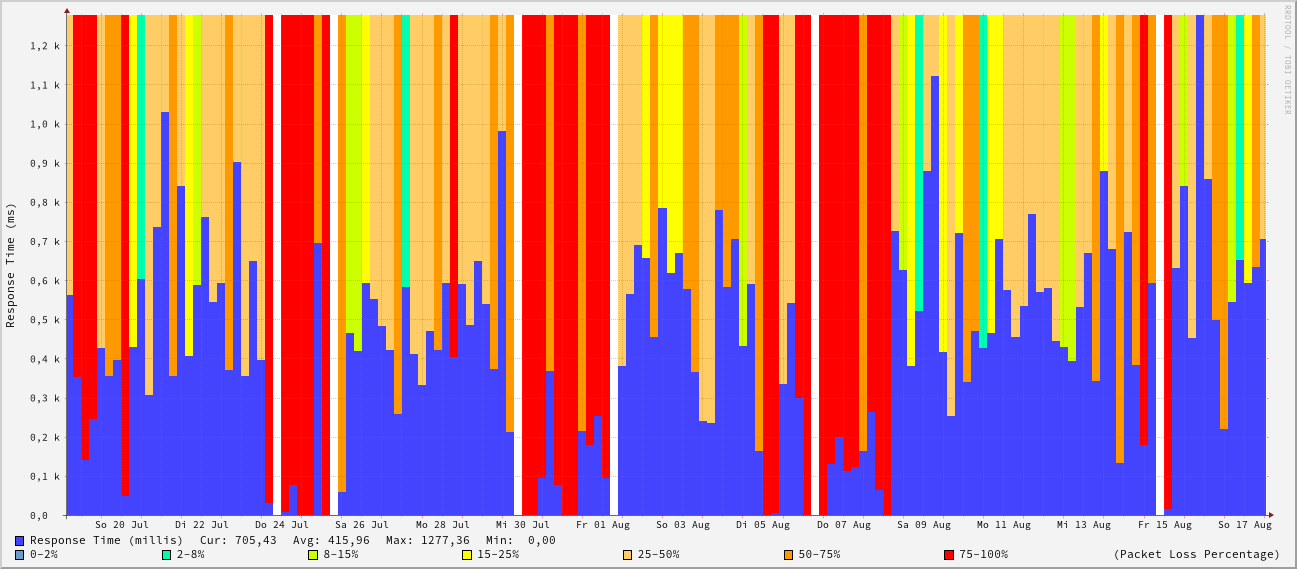 RRDTOOL / TOBI OETIKER
Response Time (ms)
1,2 k
1,1 k
1,0 k
0,9 k
0,8 k
0,7 k
0,6 k
0,5 k
0,4 k
0,3 k
0,2 k
0,1 k
0,0
So 20 Jul Di 22 Jul Do 24 Jul Sa 26 Jul Mo 28 Jul Mi 30 Jul Fr 01 Aug So 03 Aug Di 05 Aug Do 07 Aug Sa 09 Aug Mo 11 Aug Mi 13 Aug Fr 15 Aug So 17 Aug
Response Time (millis) Cur: 705,43 Avg: 415,96 Max: 1277,36 Min: 0,00
0-2% 2-8% 8-15% 15-25% 25-50% 50-75% 75-100% (Packet Loss Percentage)